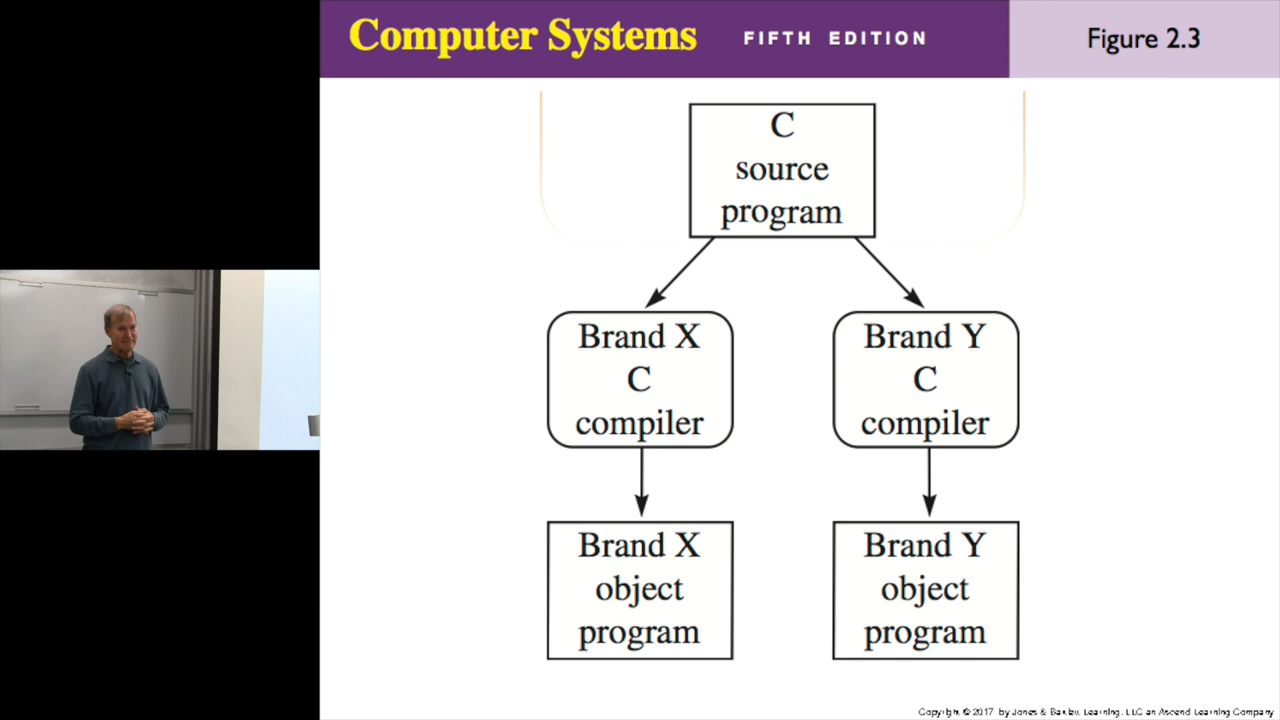 Computer Systems FIFTH EDITION Figure 2.3
C
source
program
Brand X
C
compiler
Brand Y
C
compiler
Brand X
object
program
Brand Y
object
program
Copyright © 2017 by Jones & Bartlett Learning, LLC an Ascend Learning Company